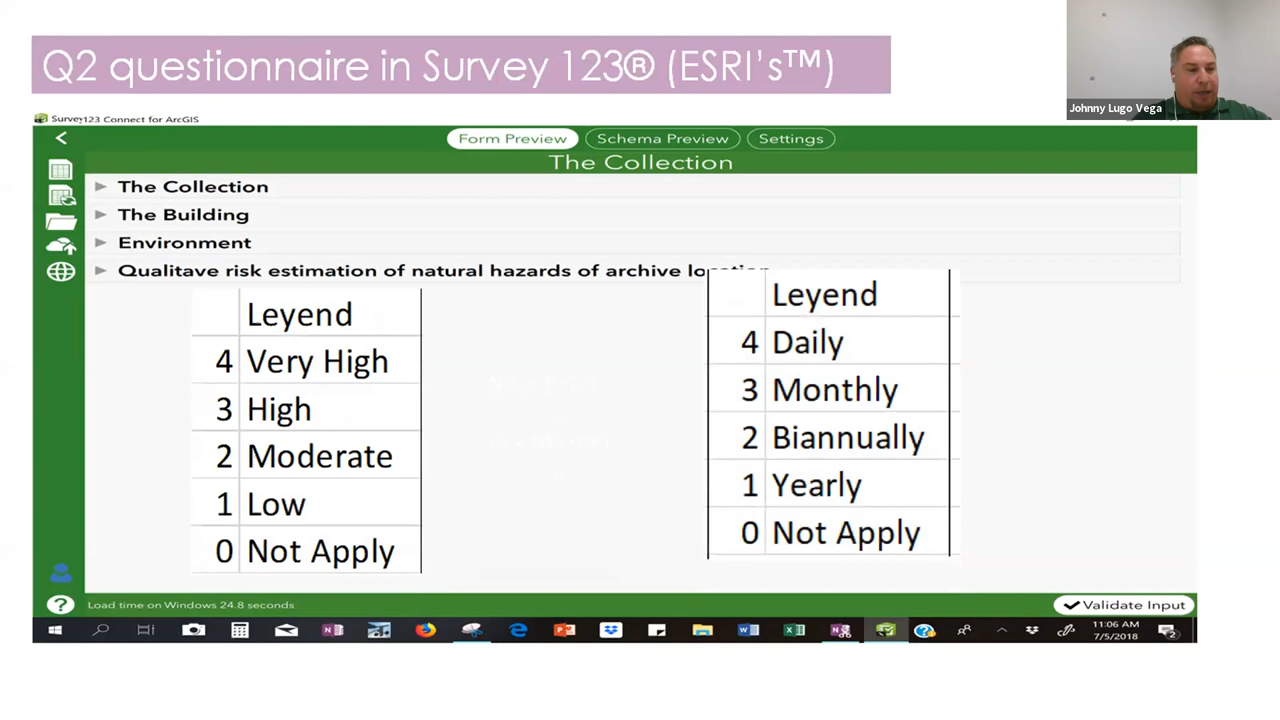 Q2 questionnaire in Survey 123® (ESRI's™)
Johnny Lugo Vega
Survey123 Connect for ArcGIS
Form Preview Schema Preview Settings
The Collection
The Collection
The Building
Environment
Qualitave risk estimation of natural hazards of archive location
Leyend
4 Very High
3 High
2 Moderate
1 Low
0 Not Apply
Leyend
4 Daily
3 Monthly
2 Biannually
1 Yearly
0 Not Apply
Load time on Windows 24.8 seconds
Validate Input
11:06 AM
7/5/2018
2